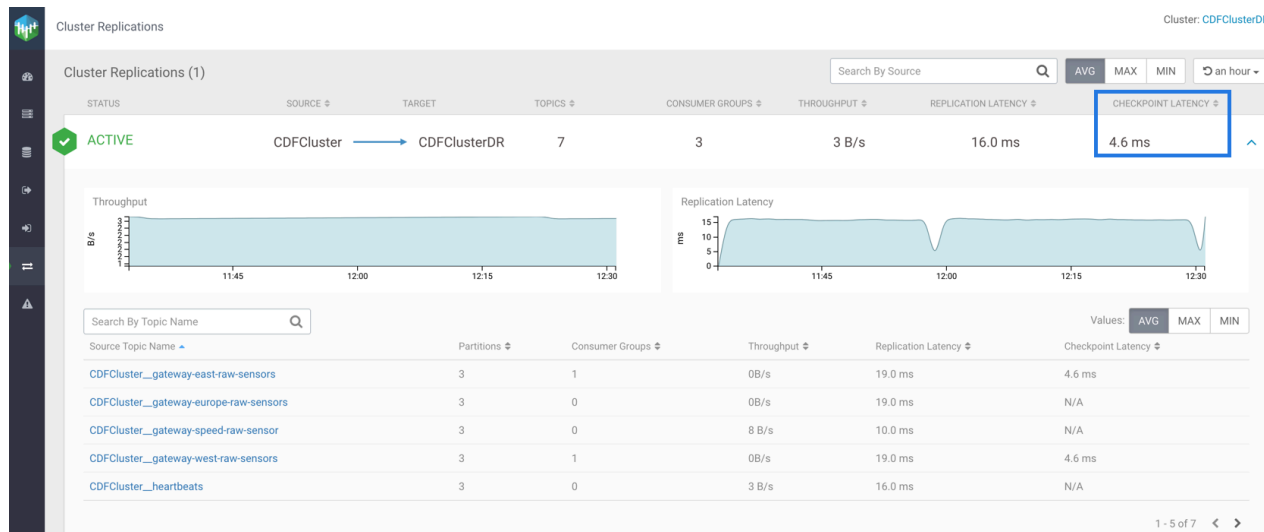 Cluster Replications
Cluster: CDFClusterD
Cluster Replications (1)
Search By Source
AVG MAX MIN an hour
STATUS SOURCE TARGET TOPICS CONSUMER GROUPS THROUGHPUT REPLICATION LATENCY CHECKPOINT LATENCY
ACTIVE CDFCluster CDFClusterDR 7 3 3 B/s 16.0 ms 4.6 ms
Throughput
B/s
3
2
2
2
2
1
11:45 12:00 12:15 12:30
Replication Latency
ms
15
10
5
0
11:45 12:00 12:15 12:30
Search By Topic Name
Values: AVG MAX MIN
Source Topic Name Partitions Consumer Groups Throughput Replication Latency Checkpoint Latency
CDFCluster__gateway-east-raw-sensors 3 1 0B/s 19.0 ms 4.6 ms
CDFCluster__gateway-europe-raw-sensors 3 0 0B/s 19.0 ms N/A
CDFCluster__gateway-speed-raw-sensor 3 0 8 B/s 10.0 ms N/A
CDFCluster__gateway-west-raw-sensors 3 1 0B/s 19.0 ms 4.6 ms
CDFCluster__heartbeats 3 0 3 B/s 16.0 ms N/A
1 - 5 of 7